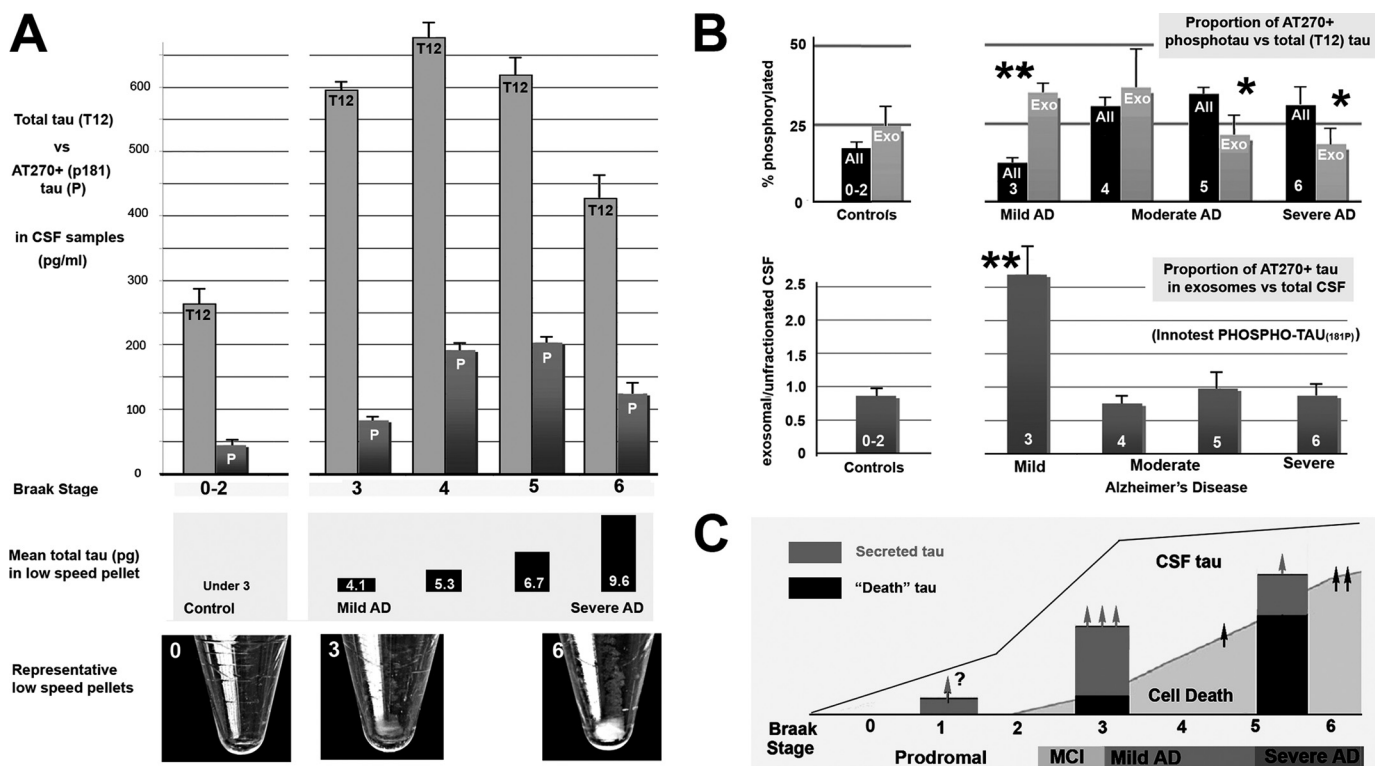 A
Total tau (T12)
vs
AT270+ (p181)
tau (P)
in CSF samples
(pg/ml)
600
500
400
300
200
100
0
T12
P
T12
P
T12
P
T12
P
T12
P
Braak Stage
0-2
3
4
5
6
Mean total tau (pg)
in low speed pellet
Under 3
Control
4.1
5.3
6.7
9.6
Mild AD
Severe AD
Representative
low speed pellets
0
3
6
B
Proportion of AT270+
phosphotau vs total (T12) tau
% phosphorylated
50
25
0
All
Exo
0-2
Controls
**
All
Exo
3
All
Exo
4
*
All
Exo
5
*
All
Exo
6
Mild AD
Moderate AD
Severe AD
exosomal/unfractionated CSF
2.5
2.0
1.5
1.0
0.5
0
0-2
Controls
**
Proportion of AT270+ tau
in exosomes vs total CSF
(Innotest PHOSPHO-TAU(181P))
3
4
5
6
Mild
Moderate
Severe
Alzheimer's Disease
C
Secreted tau
"Death" tau
CSF tau
?
Cell Death
Braak
Stage
0
1
2
3
4
5
6
Prodromal
MCI
Mild AD
Severe AD